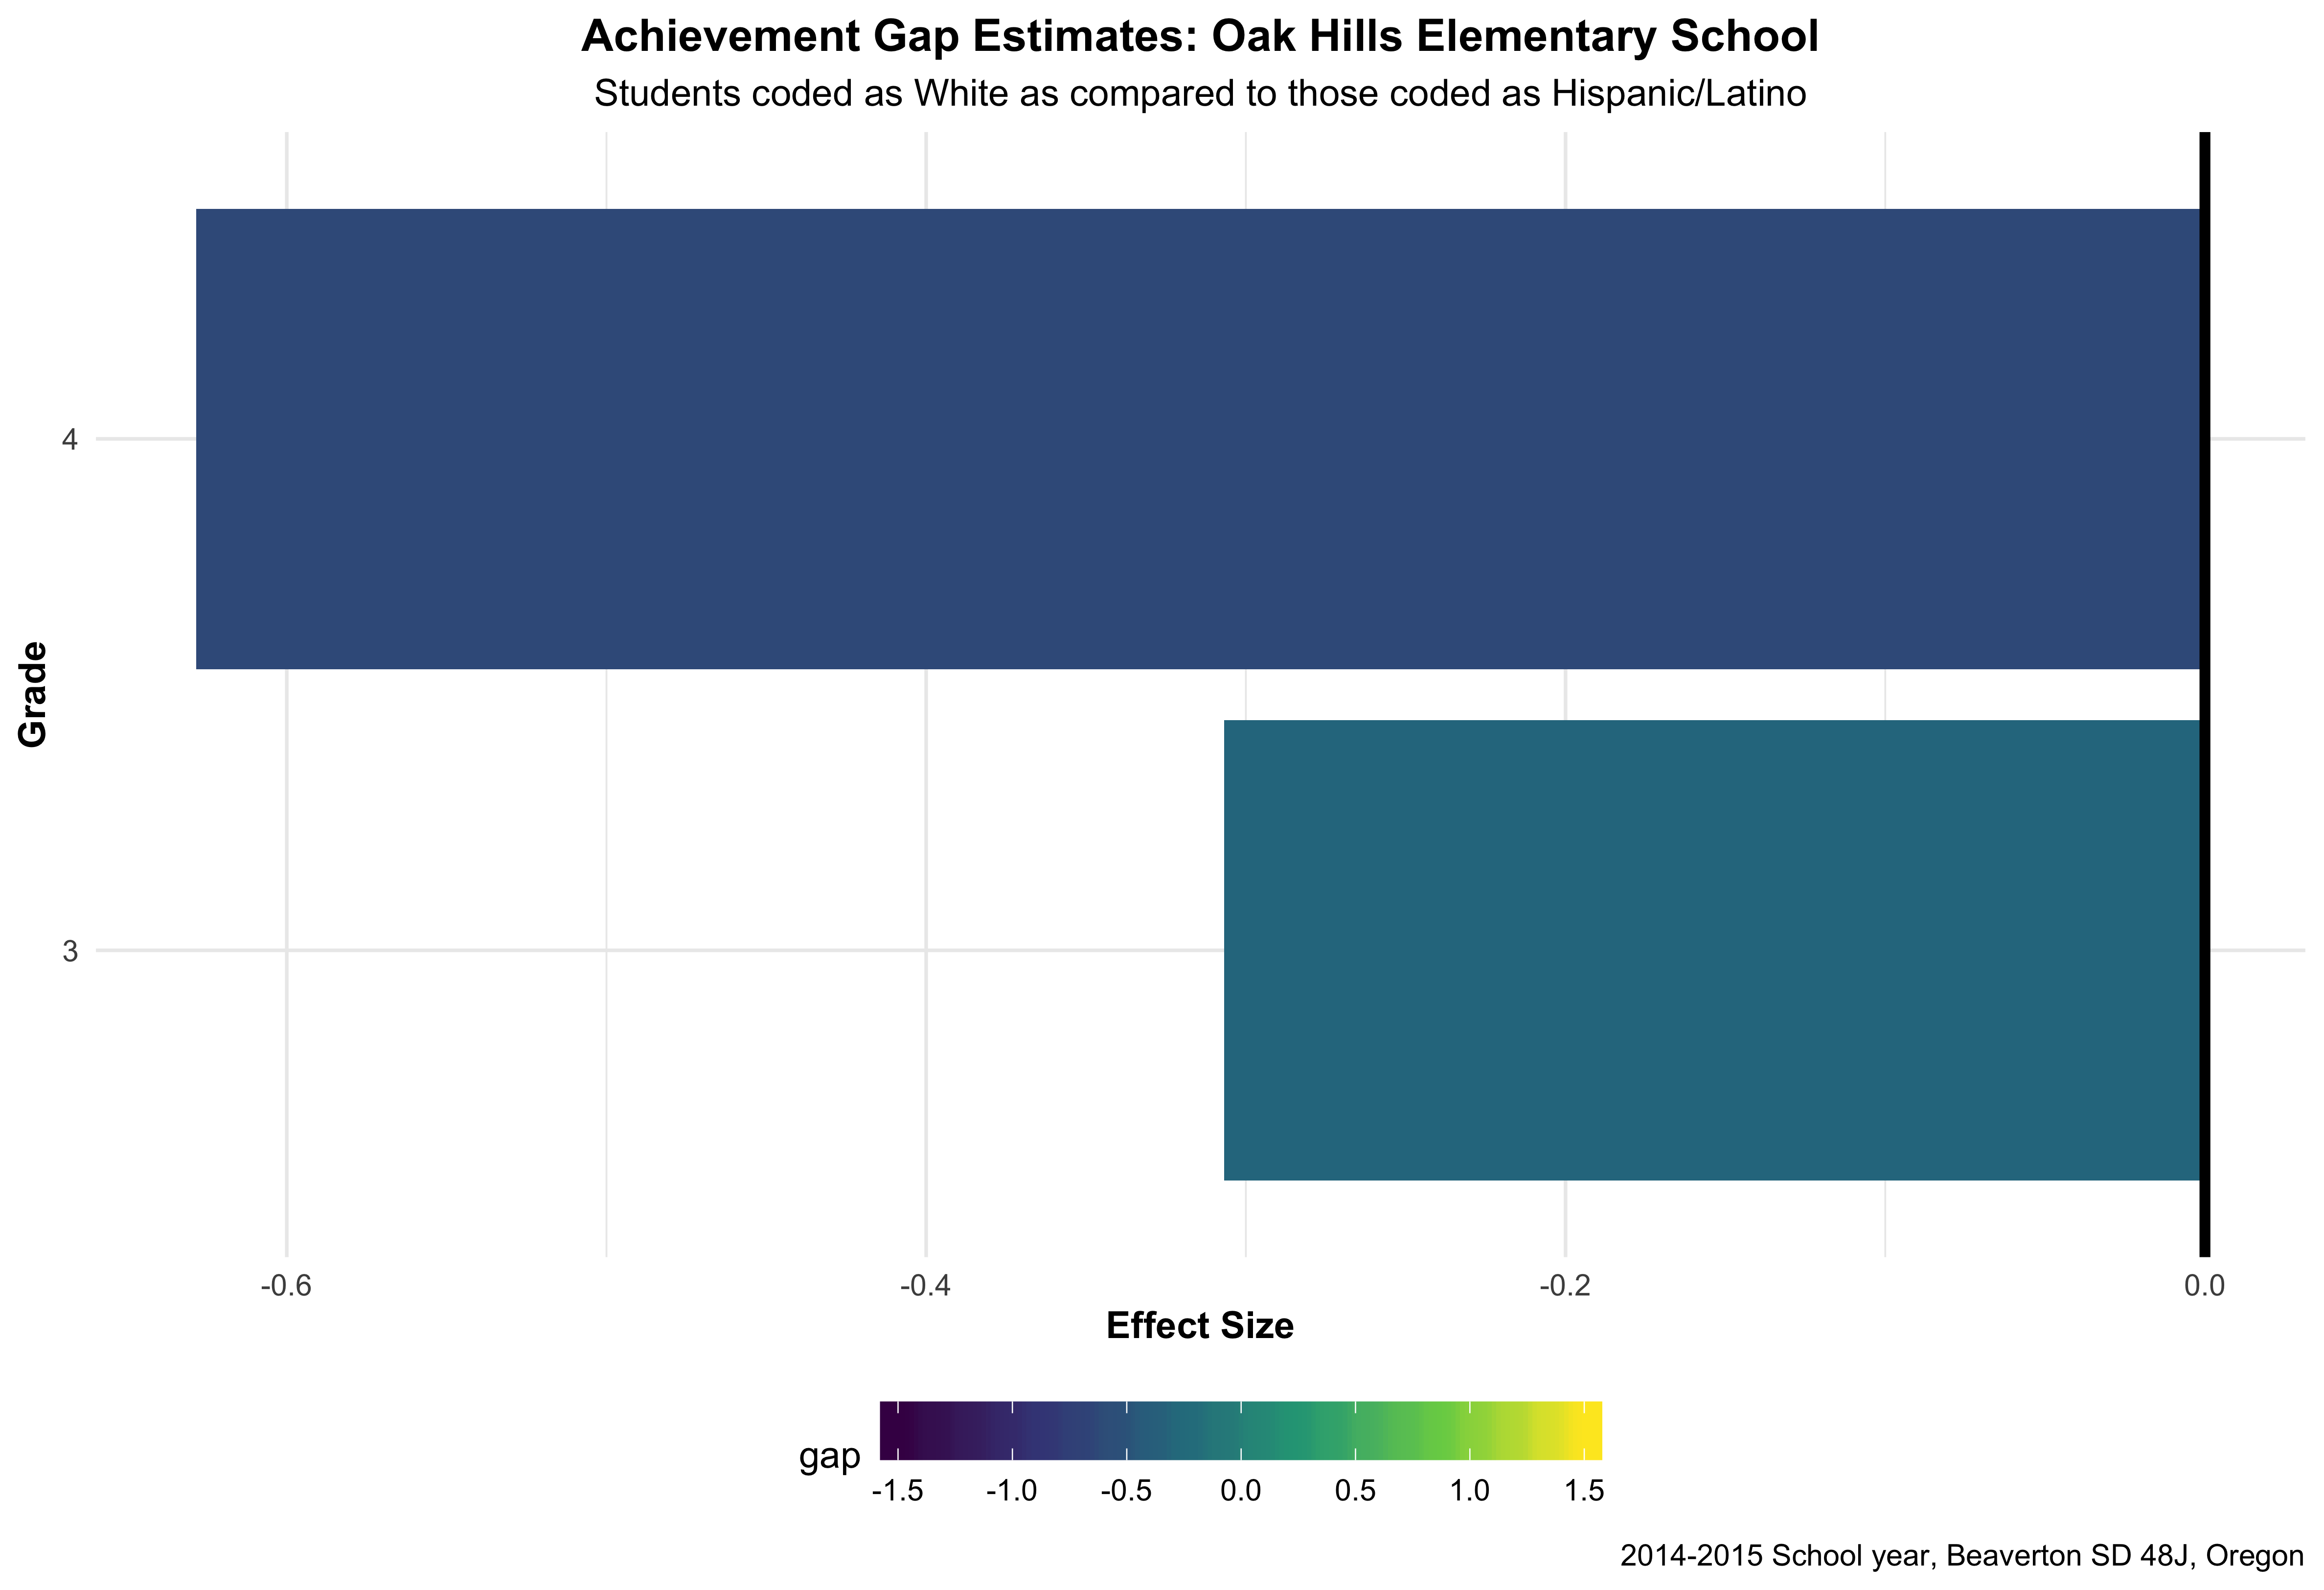 Achievement Gap Estimates: Oak Hills Elementary School
Students coded as White as compared to those coded as Hispanic/Latino
Grade
4
3
-0.6
-0.4
-0.2
0.0
Effect Size
gap
-1.5
-1.0
-0.5
0.0
0.5
1.0
1.5
2014-2015 School year, Beaverton SD 48J, Oregon